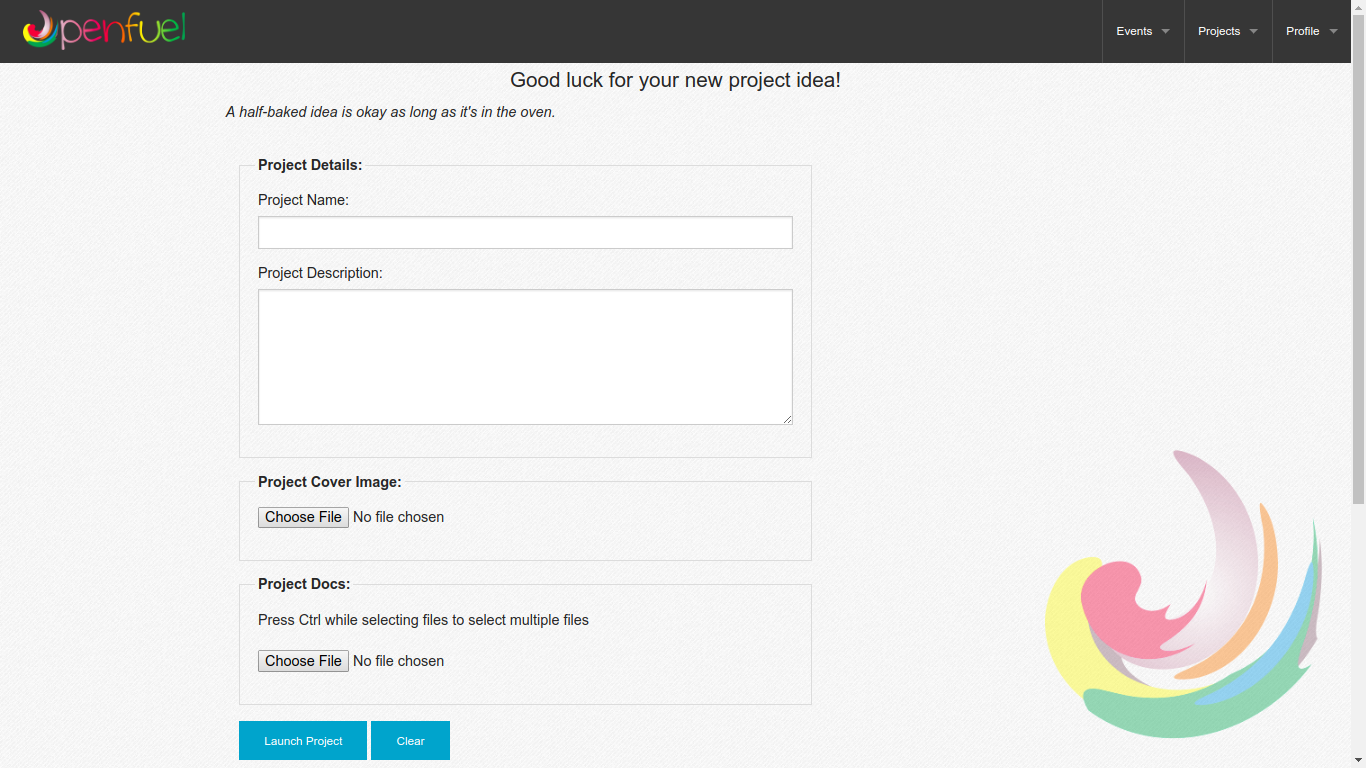 Openfuel
Events
Projects
Profile
Good luck for your new project idea!
A half-baked idea is okay as long as it's in the oven.
Project Details:
Project Name:
Project Description:
Project Cover Image:
Choose File No file chosen
Project Docs:
Press Ctrl while selecting files to select multiple files
Choose File No file chosen
Launch Project
Clear